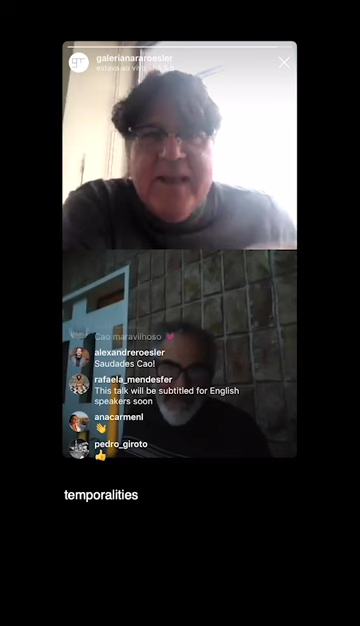 galerianararoesler
Cao maravilhoso
alexandreroesler
Saudades Cao!
rafaela_mendesfer
This talk will be subtitled for English
speakers soon
anacarmenl
pedro_giroto
temporalities